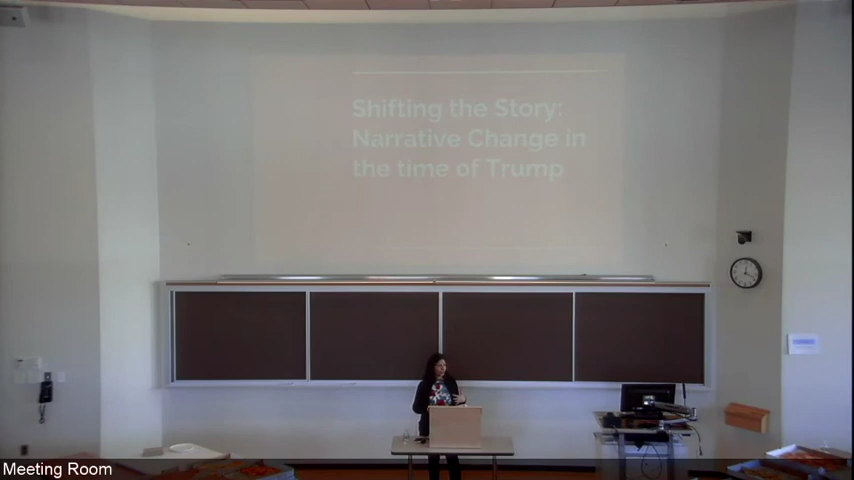 Shifting the Story:
Narrative Change in
the time of Trump
Meeting Room